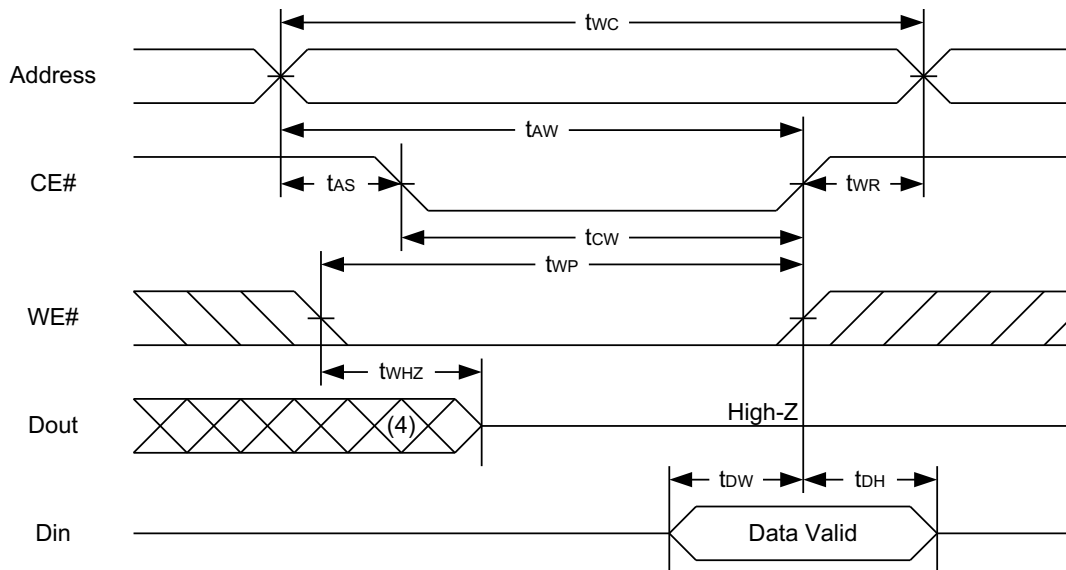 tWC
Address
tAW
CE#
tAS
tWR
tCW
tWP
WE#
tWHZ
Dout
(4)
High-Z
tDW
tDH
Din
Data Valid